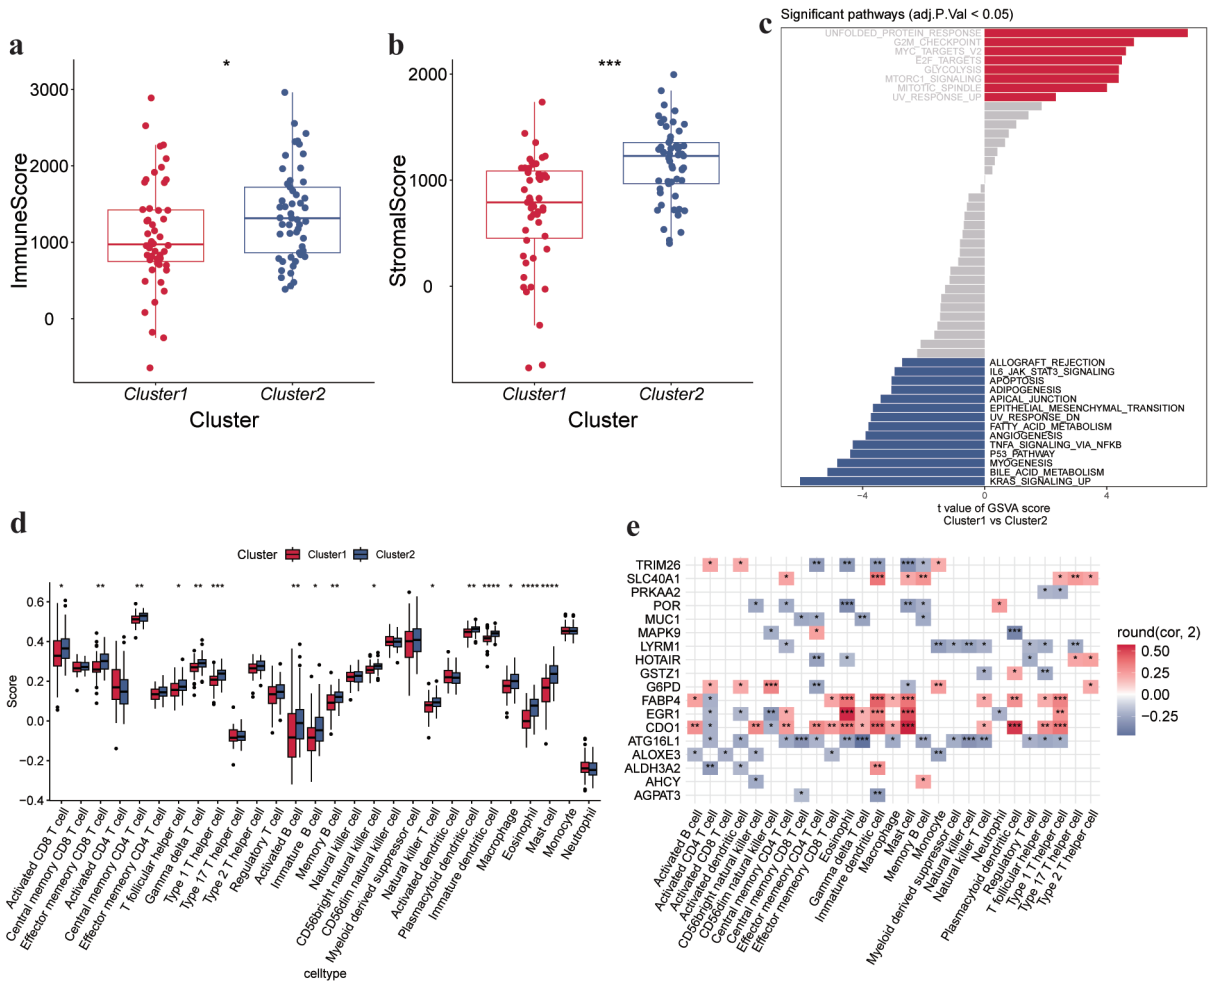 a
*
ImmuneScore
3000
2000
1000
0
Cluster1
Cluster2
Cluster
b
***
StromalScore
2000
1000
0
Cluster1
Cluster2
Cluster
c
Significant pathways (adj.P.Val < 0.05)
UNFOLDED_PROTEIN_RESPONSE
G2M_CHECKPOINT
MYC_TARGETS_V2
E2F_TARGETS
GLYCOLYSIS
MTORC1_SIGNALING
MITOTIC_SPINDLE
UV_RESPONSE_UP
ALLOGRAFT_REJECTION
IL6_JAK_STAT3_SIGNALING
APOPTOSIS
ADIPOGENESIS
APICAL_JUNCTION
EPITHELIAL_MESENCHYMAL_TRANSITION
UV_RESPONSE_DN
FATTY_ACID_METABOLISM
ANGIOGENESIS
TNFA_SIGNALING_VIA_NFKB
P53_PATHWAY
MYOGENESIS
BILE_ACID_METABOLISM
KRAS_SIGNALING_UP
−4
0
4
t value of GSVA score
Cluster1 vs Cluster2
d
Cluster
Cluster1
Cluster2
* ** ** * ** *** ** * ** * * ** **** * **** ****
Score
0.6
0.4
0.2
0.0
−0.2
−0.4
Activated CD8 T cell
Central memory CD8 T cell
Effector memory CD8 T cell
Activated CD4 T cell
Central memory CD4 T cell
Effector memory CD4 T cell
T follicular helper cell
Gamma delta T cell
Type 1 T helper cell
Type 17 T helper cell
Type 2 T helper cell
Regulatory T cell
Activated B cell
Immature B cell
Memory B cell
Natural killer cell
CD56bright natural killer cell
CD56dim natural killer cell
Myeloid derived suppressor cell
Natural killer T cell
Activated dendritic cell
Plasmacytoid dendritic cell
Immature dendritic cell
Macrophage
Eosinophil
Mast cell
Monocyte
Neutrophil
celltype
e
TRIM26
SLC40A1
PRKAA2
POR
MUC1
MAPK9
LYRM1
HOTAIR
GSTZ1
G6PD
FABP4
EGR1
CDO1
ATG16L1
ALOXE3
ALDH3A2
AHCY
AGPAT3
Activated B cell
Activated CD4 T cell
Activated CD8 T cell
Activated dendritic cell
CD56bright natural killer cell
CD56dim natural killer cell
Central memory CD4 T cell
Central memory CD8 T cell
Effector memory CD4 T cell
Effector memory CD8 T cell
Eosinophil
Gamma delta T cell
Immature dendritic cell
Macrophage
Mast cell
Memory B cell
Monocyte
Myeloid derived suppressor cell
Natural killer cell
Natural killer T cell
Neutrophil
Plasmacytoid dendritic cell
Regulatory T cell
T follicular helper cell
Type 1 T helper cell
Type 17 T helper cell
Type 2 T helper cell
round(cor, 2)
0.50
0.25
0.00
−0.25